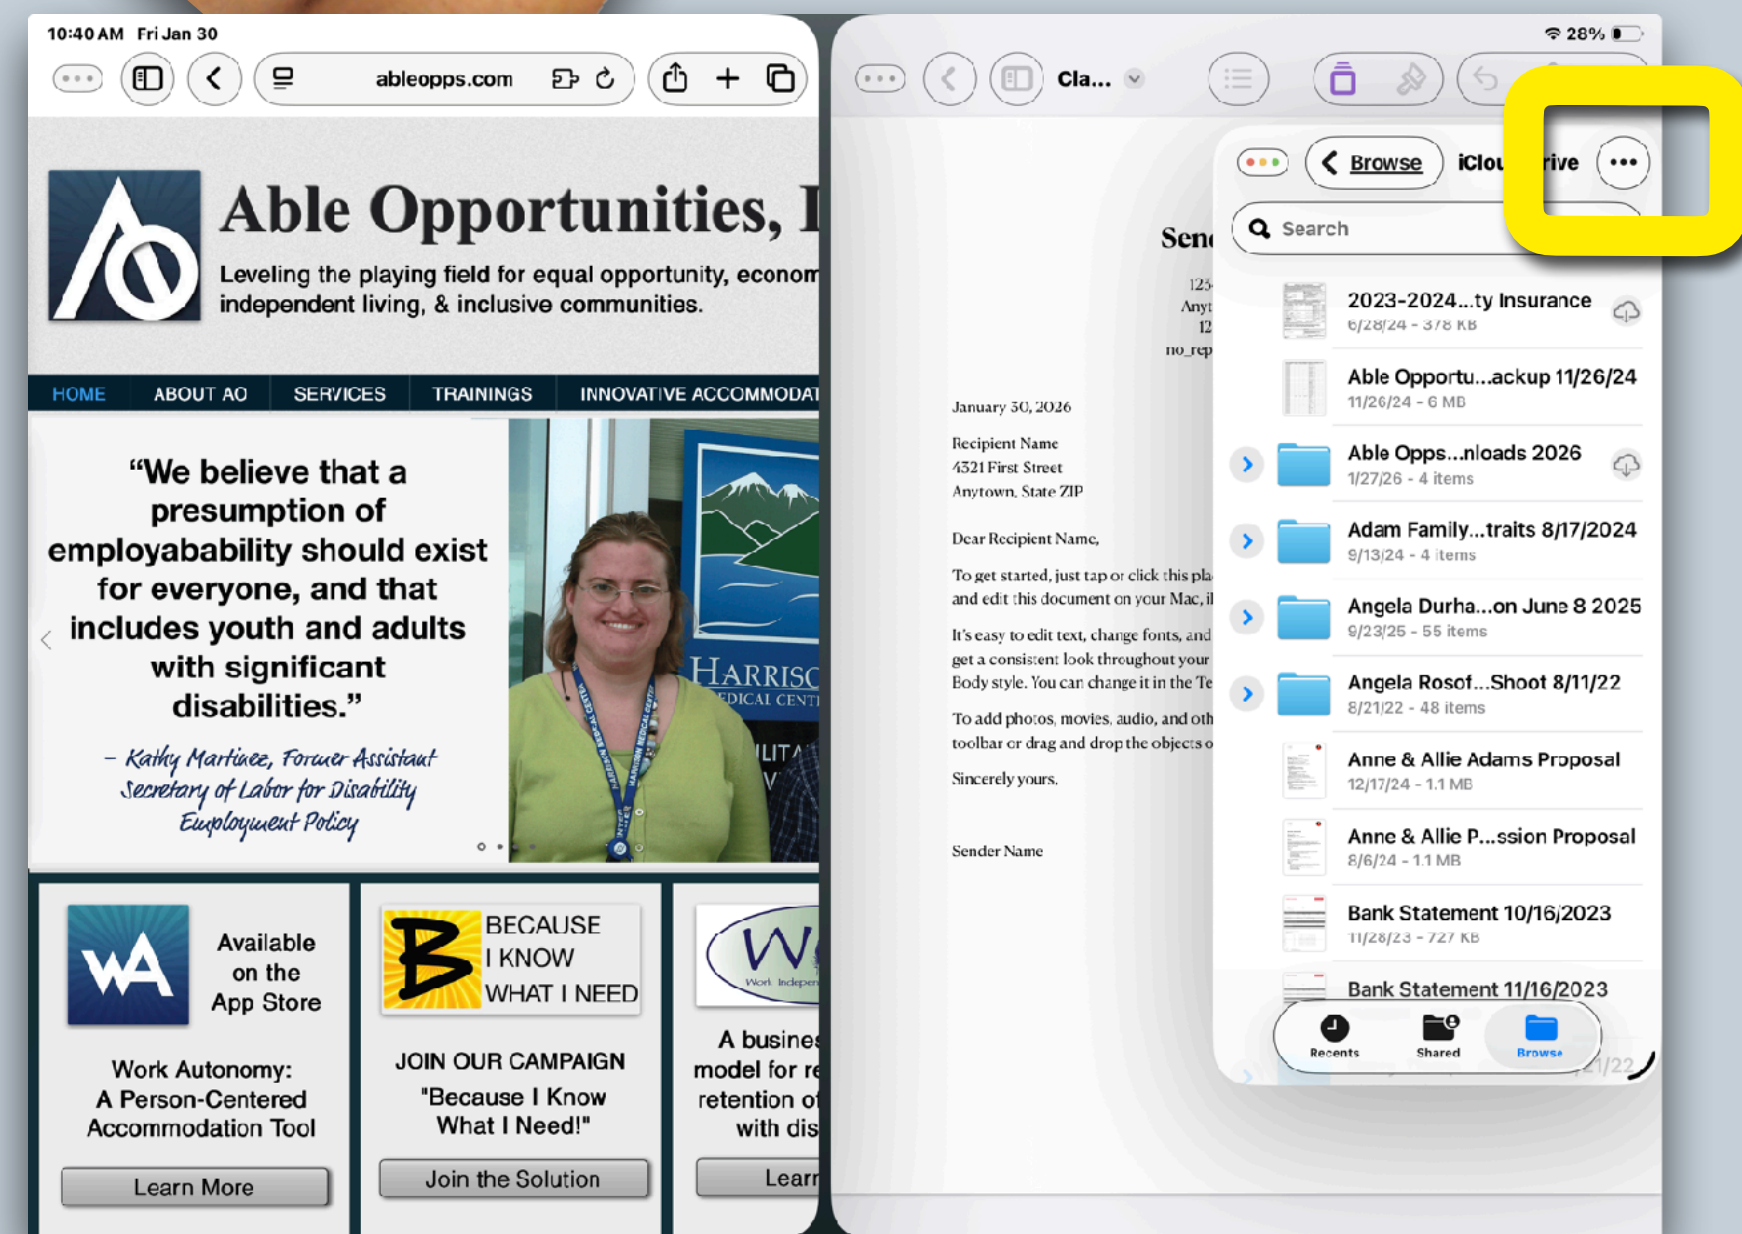 10:40 AM Fri Jan 30
28%
ableopps.com
Able Opportunities,
Leveling the playing field for equal opportunity, econom
independent living, & inclusive communities.
HOME ABOUT AO SERVICES TRAININGS INNOVATIVE ACCOMMODAT
“We believe that a
presumption of
employabability should exist
for everyone, and that
includes youth and adults
with significant
disabilities.”
– Kathy Martinez, Former Assistant
Secretary of Labor for Disability
Employment Policy
HARRISO
EDICAL CENT
Available
on the
App Store
Work Autonomy:
A Person-Centered
Accommodation Tool
Learn More
BECAUSE
I KNOW
WHAT I NEED
JOIN OUR CAMPAIGN
"Because I Know
What I Need!"
Join the Solution
Work Indepen
A busines
model for re
retention of
with dis
Learn
Cla...
Send
123
Anyt
12
no_rep
January 30, 2026
Recipient Name
4321 First Street
Anytown, State ZIP
Dear Recipient Name,
To get started, just tap or click this pla
and edit this document on your Mac, i
It’s easy to edit text, change fonts, and
get a consistent look throughout your
Body style. You can change it in the Te
To add photos, movies, audio, and oth
toolbar or drag and drop the objects o
Sincerely yours,
Sender Name
Browse iClou rive
Search
2023-2024...ty Insurance
6/28/24 - 378 KB
Able Opportu...ackup 11/26/24
11/26/24 - 6 MB
Able Opps...nloads 2026
1/27/26 - 4 items
Adam Family...traits 8/17/2024
9/13/24 - 4 items
Angela Durha...on June 8 2025
9/23/25 - 55 items
Angela Rosof...Shoot 8/11/22
8/21/22 - 48 items
Anne & Allie Adams Proposal
12/17/24 - 1.1 MB
Anne & Allie P...ssion Proposal
8/6/24 - 1.1 MB
Bank Statement 10/16/2023
11/28/23 - 727 KB
Bank Statement 11/16/2023
Recents Shared Browse
21/22